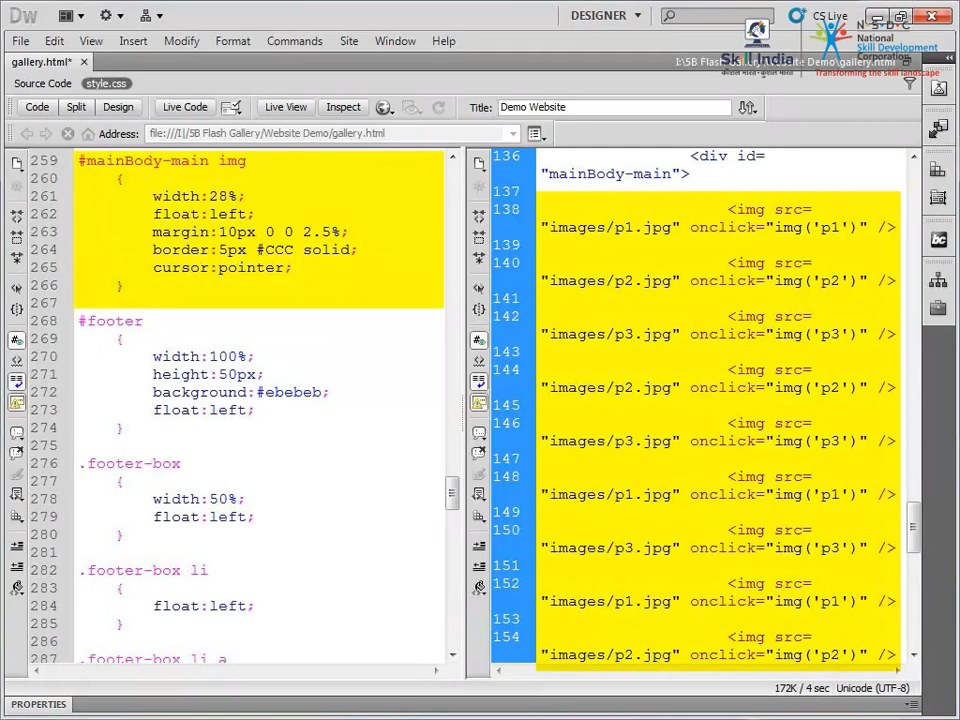 Dw
DESIGNER
CS Live
File Edit View Insert Modify Format Commands Site Window Help
gallery.html*
Source Code style.css
Code Split Design Live Code Live View Inspect Title: Demo Website
Address: file:///I|/5B Flash Gallery/Website Demo/gallery.html
Skill India
कौशल भारत - कुशल भारत
N · S · D · C
National
Skill Development
Corporation
Transforming the skill landscape
259 #mainBody-main img
260 {
261 width:28%;
262 float:left;
263 margin:10px 0 0 2.5%;
264 border:5px #CCC solid;
265 cursor:pointer;
266 }
267
268 #footer
269 {
270 width:100%;
271 height:50px;
272 background:#ebebeb;
273 float:left;
274 }
275
276 .footer-box
277 {
278 width:50%;
279 float:left;
280 }
281
282 .footer-box li
283 {
284 float:left;
285 }
286
287 .footer-box li a
136 <div id=
"mainBody-main">
137
138 <img src=
"images/p1.jpg" onclick="img('p1')" />
139
140 <img src=
"images/p2.jpg" onclick="img('p2')" />
141
142 <img src=
"images/p3.jpg" onclick="img('p3')" />
143
144 <img src=
"images/p2.jpg" onclick="img('p2')" />
145
146 <img src=
"images/p3.jpg" onclick="img('p3')" />
147
148 <img src=
"images/p1.jpg" onclick="img('p1')" />
149
150 <img src=
"images/p3.jpg" onclick="img('p3')" />
151
152 <img src=
"images/p1.jpg" onclick="img('p1')" />
153
154 <img src=
"images/p2.jpg" onclick="img('p2')" />
172K / 4 sec Unicode (UTF-8)
PROPERTIES